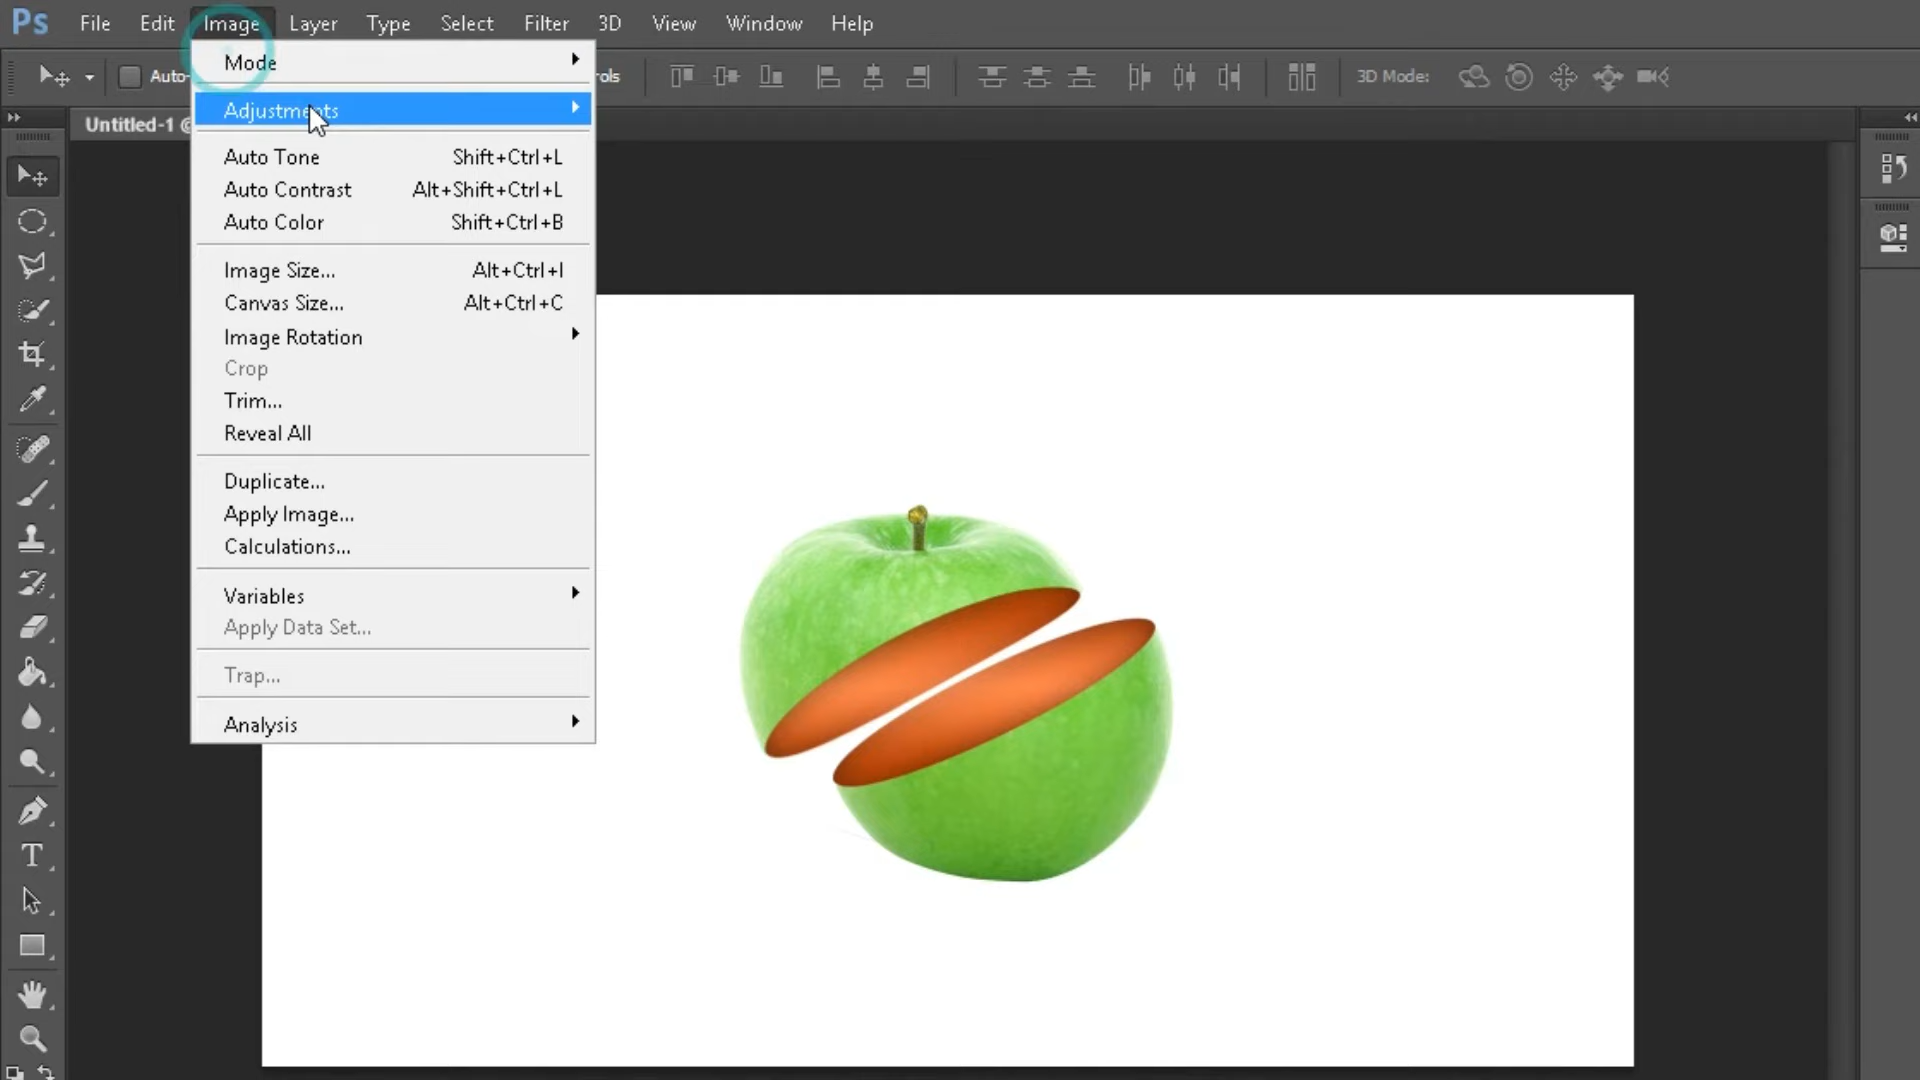 Ps File Edit Image Layer Type Select Filter 3D View Window Help
Auto- rols 3D Mode:
Untitled-1 @
Mode
Adjustments
Auto Tone Shift+Ctrl+L
Auto Contrast Alt+Shift+Ctrl+L
Auto Color Shift+Ctrl+B
Image Size... Alt+Ctrl+I
Canvas Size... Alt+Ctrl+C
Image Rotation
Crop
Trim...
Reveal All
Duplicate...
Apply Image...
Calculations...
Variables
Apply Data Set...
Trap...
Analysis
T